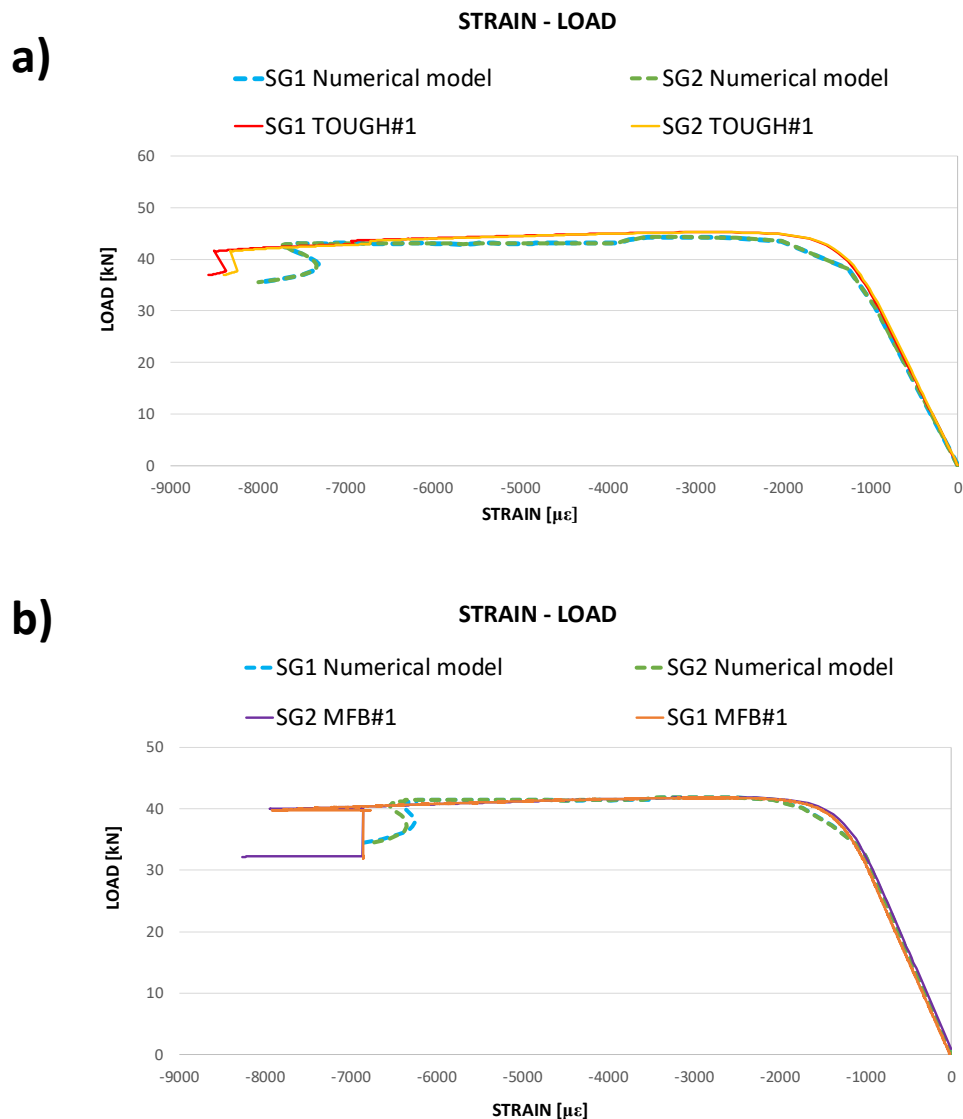 a)
STRAIN - LOAD
SG1 Numerical model SG2 Numerical model
SG1 TOUGH#1 SG2 TOUGH#1
60
50
40
30
20
10
0
LOAD [kN]
-9000 -8000 -7000 -6000 -5000 -4000 -3000 -2000 -1000 0
STRAIN [με]
b)
STRAIN - LOAD
SG1 Numerical model SG2 Numerical model
SG2 MFB#1 SG1 MFB#1
50
40
30
20
10
0
LOAD [kN]
-9000 -8000 -7000 -6000 -5000 -4000 -3000 -2000 -1000 0
STRAIN [με]